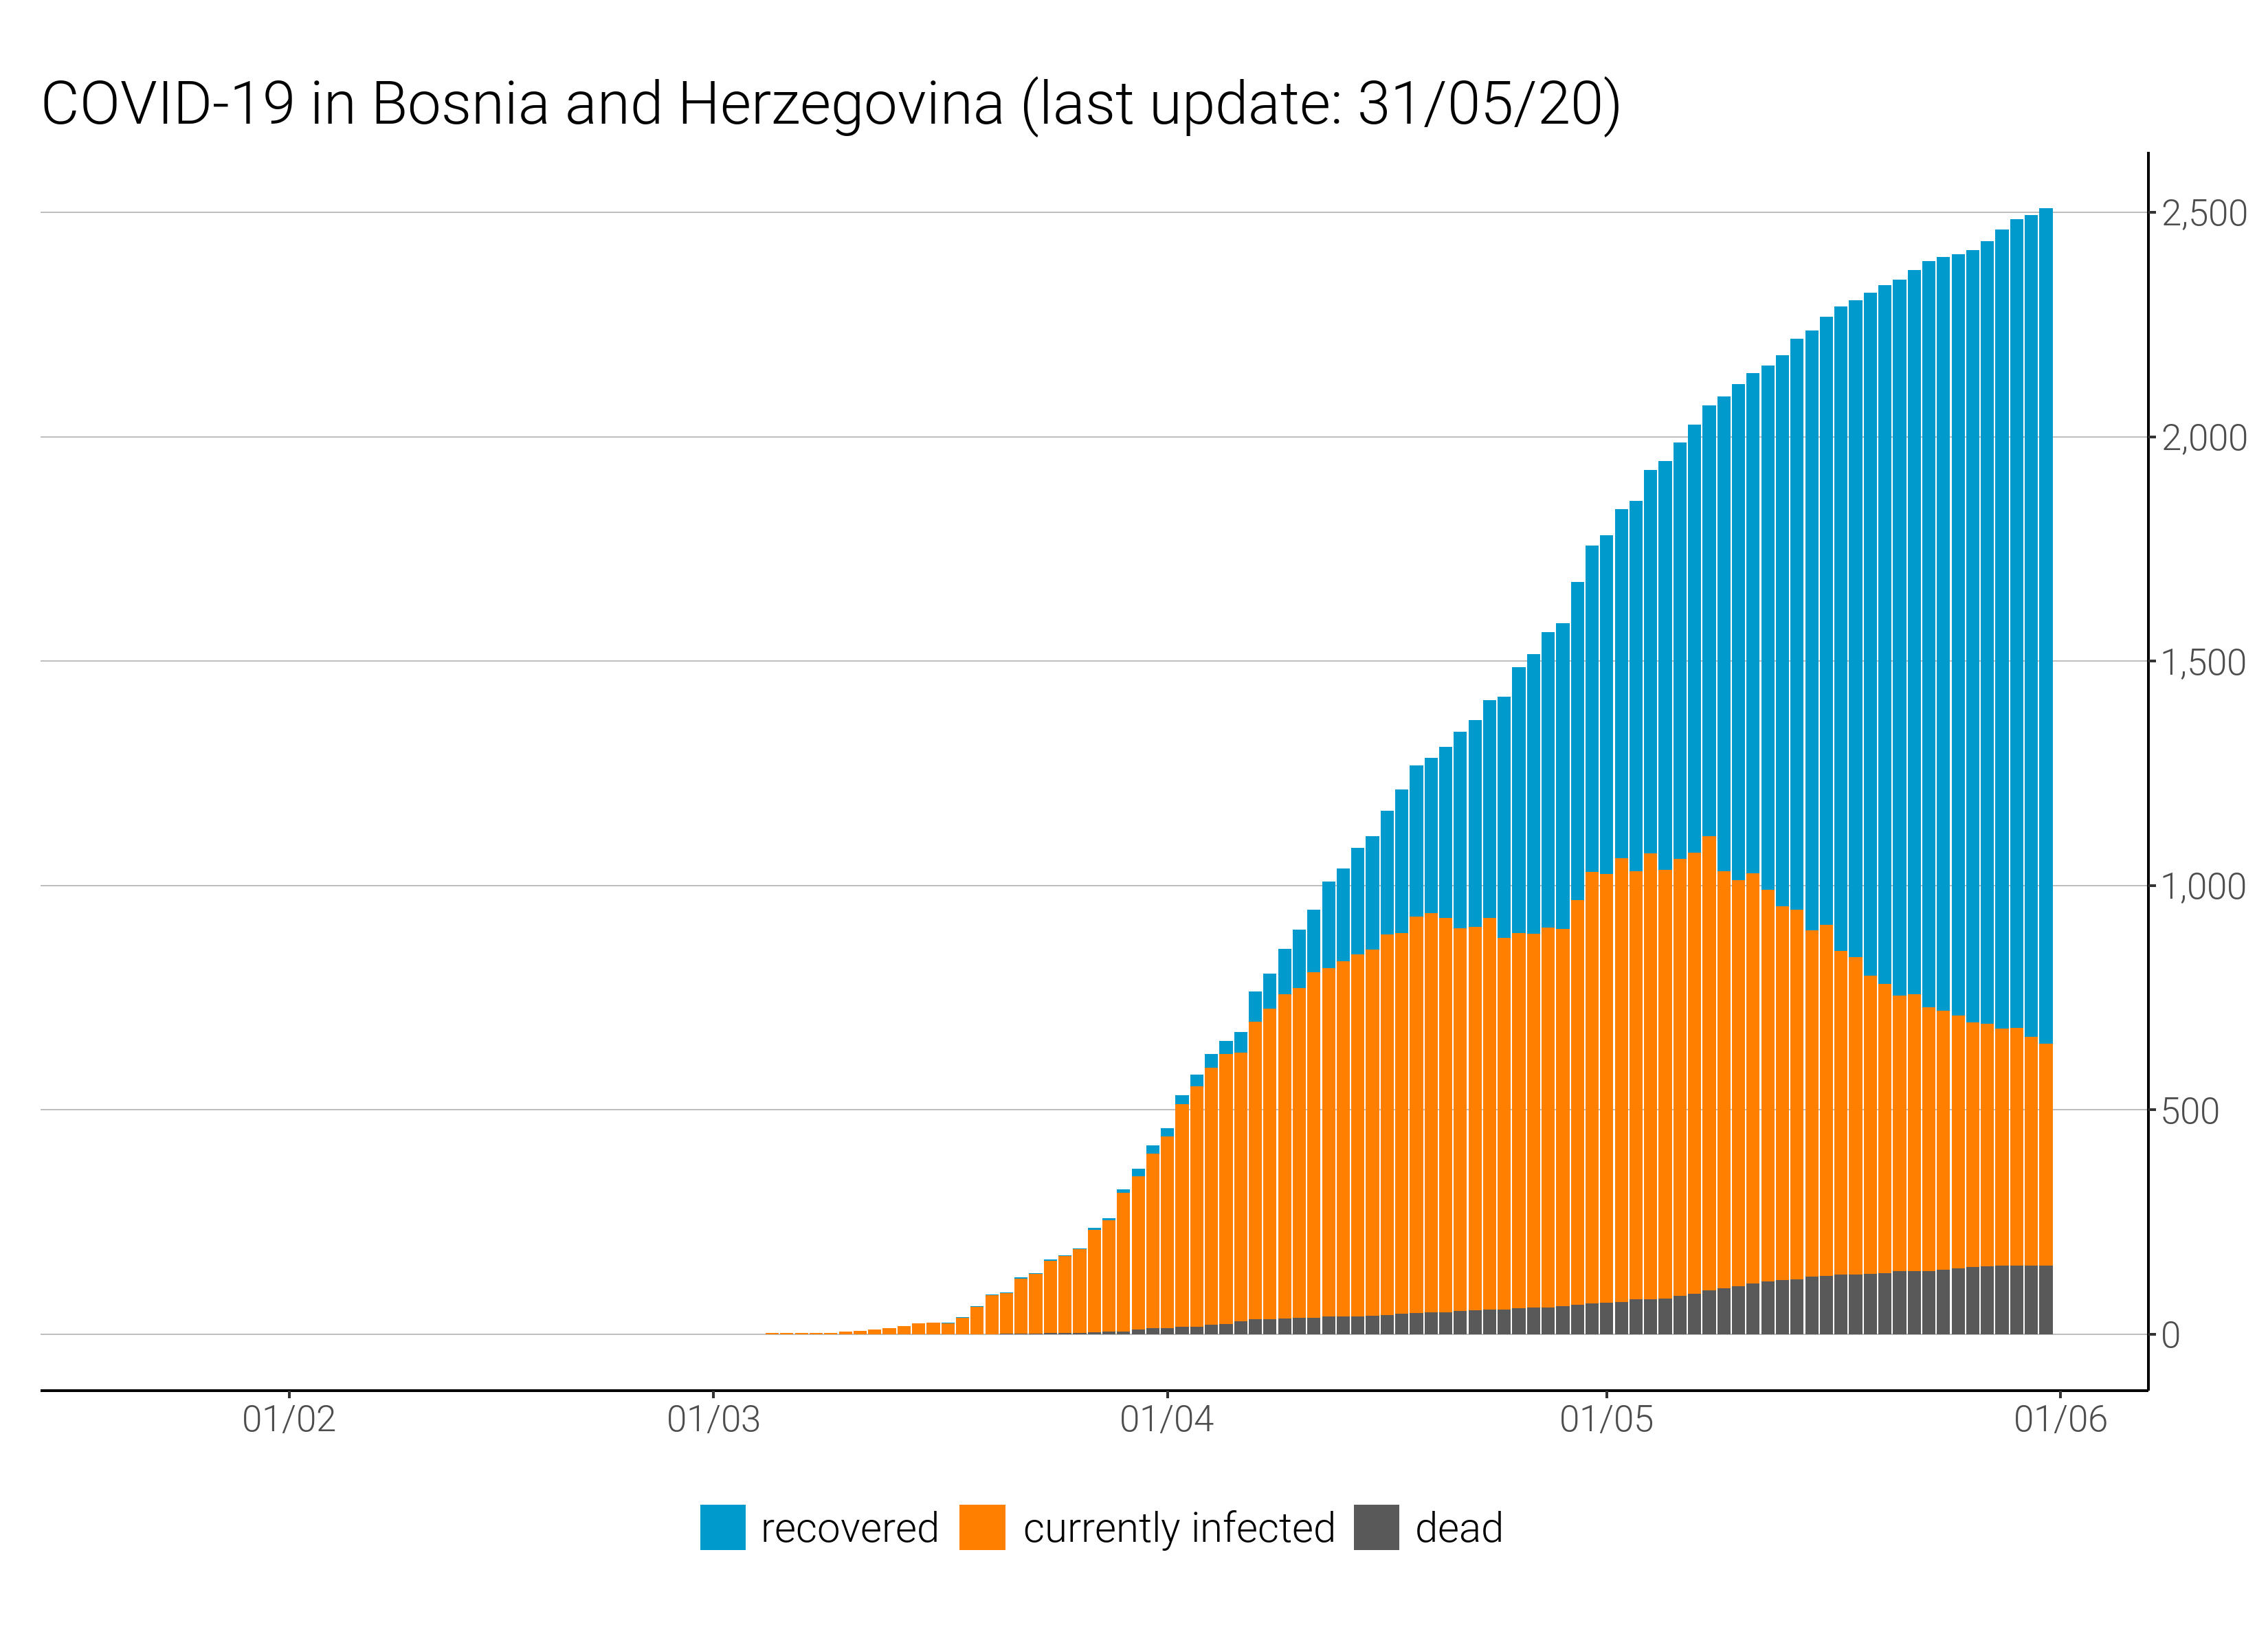 COVID-19 in Bosnia and Herzegovina (last update: 31/05/20)
2,500
2,000
1,500
1,000
500
0
01/02 01/03 01/04 01/05 01/06
recovered currently infected dead